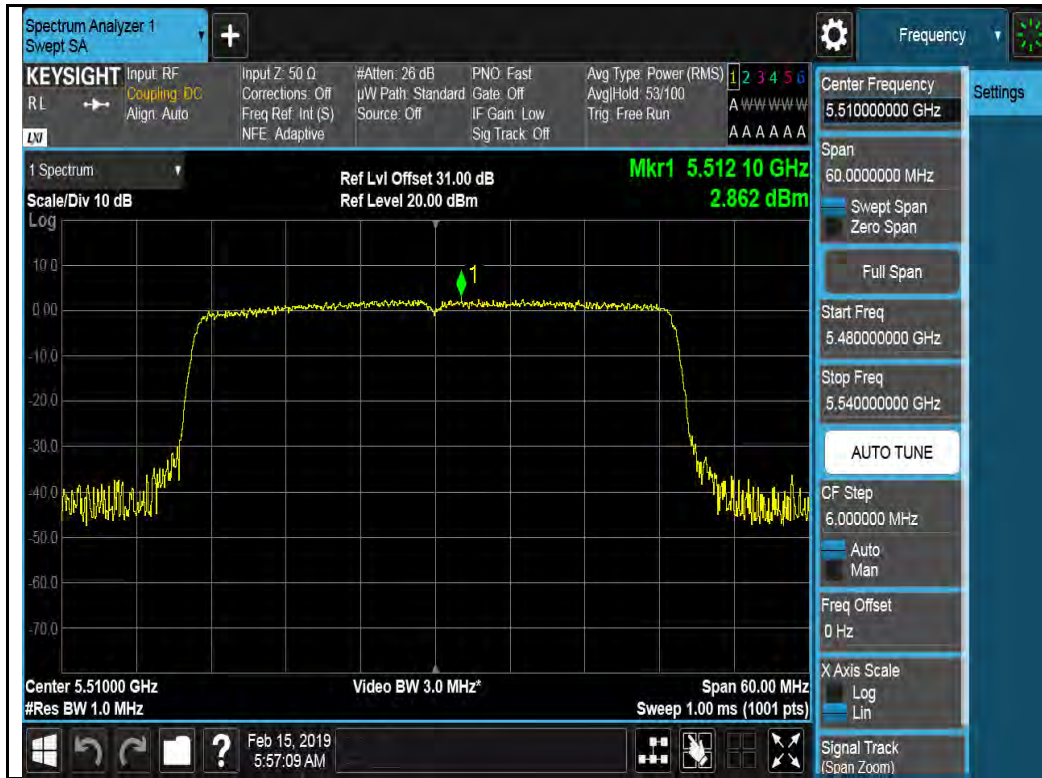 Spectrum Analyzer 1
Swept SA
+
Frequency
KEYSIGHT
RL
LXI
Input: RF
Coupling: DC
Align: Auto
Input Z: 50 Ω
Corrections: Off
Freq Ref: Int (S)
NFE: Adaptive
#Atten: 26 dB
µW Path: Standard
Source: Off
PNO: Fast
Gate: Off
IF Gain: Low
Sig Track: Off
Avg Type: Power (RMS)
Avg|Hold: 53/100
Trig: Free Run
1 2 3 4 5 6
A W W W W W
A A A A A A
1 Spectrum
Scale/Div 10 dB
Ref Lvl Offset 31.00 dB
Ref Level 20.00 dBm
Mkr1 5.512 10 GHz
2.862 dBm
Log
10.0
0.00
-10.0
-20.0
-30.0
-40.0
-50.0
-60.0
-70.0
1
Center 5.51000 GHz
#Res BW 1.0 MHz
Video BW 3.0 MHz*
Span 60.00 MHz
Sweep 1.00 ms (1001 pts)
Center Frequency
5.510000000 GHz
Span
60.0000000 MHz
Swept Span
Zero Span
Full Span
Start Freq
5.480000000 GHz
Stop Freq
5.540000000 GHz
AUTO TUNE
CF Step
6.000000 MHz
Auto
Man
Freq Offset
0 Hz
X Axis Scale
Log
Lin
Signal Track
(Span Zoom)
Settings
?
Feb 15, 2019
5:57:09 AM